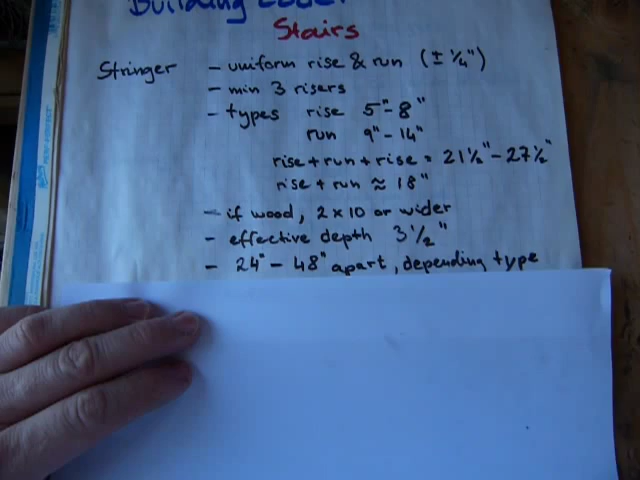 Building Code:
Stairs
Stringer - uniform rise & run (± 1/4")
- min 3 risers
- types rise 5" - 8"
run 9" - 14"
rise + run + rise = 21 1/2" - 27 1/2"
rise + run ≈ 18"
- if wood, 2 x 10 or wider
- effective depth 3 1/2"
- 24" - 48" apart, depending type